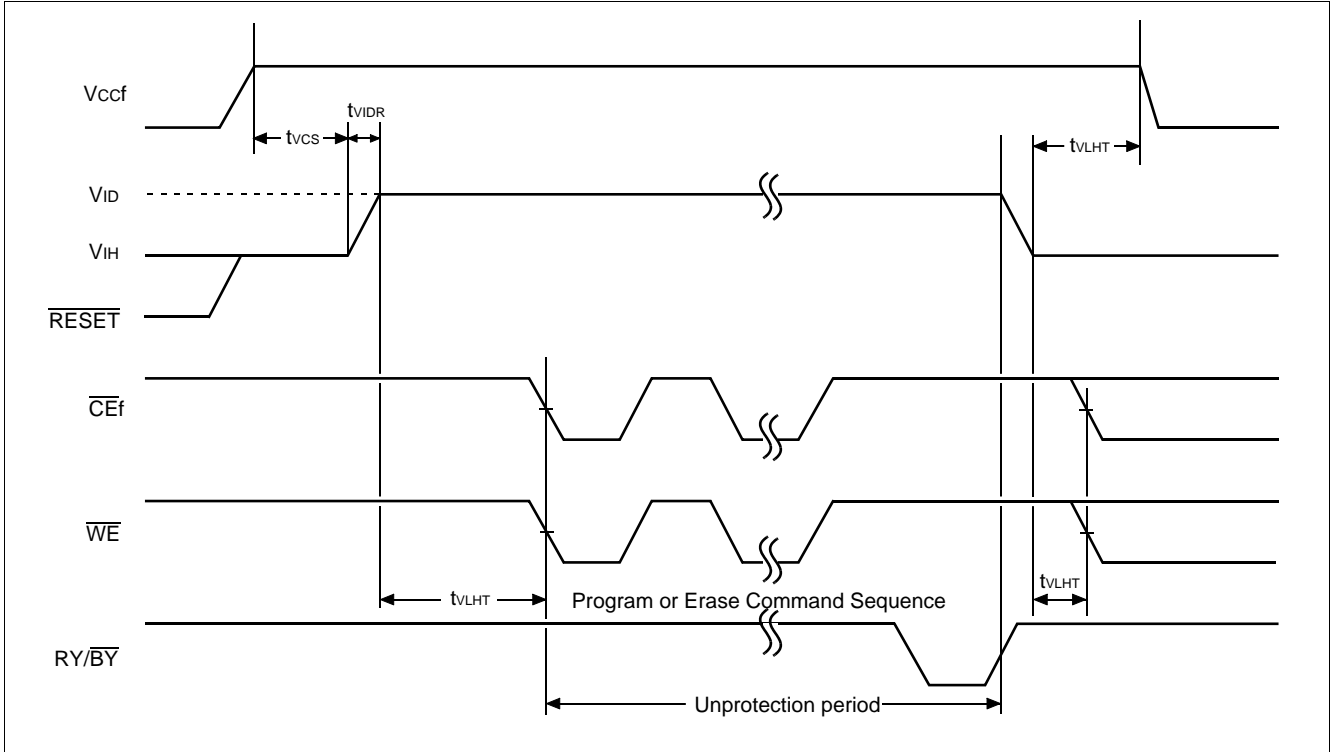 Vccf
tVIDR
tVCS
tVLHT
VID
VIH
RESET
CEf
WE
tVLHT
Program or Erase Command Sequence
tVLHT
RY/BY
Unprotection period